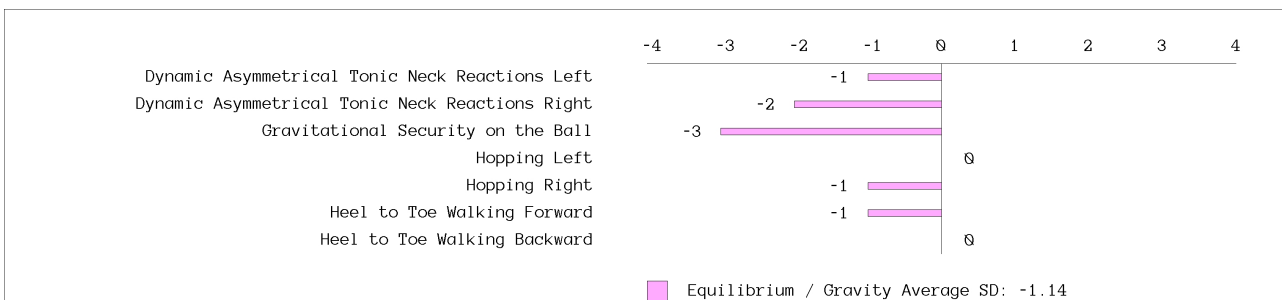 -4 -3 -2 -1 0 1 2 3 4
Dynamic Asymmetrical Tonic Neck Reactions Left -1
Dynamic Asymmetrical Tonic Neck Reactions Right -2
Gravitational Security on the Ball -3
Hopping Left 0
Hopping Right -1
Heel to Toe Walking Forward -1
Heel to Toe Walking Backward 0
Equilibrium / Gravity Average SD: -1.14